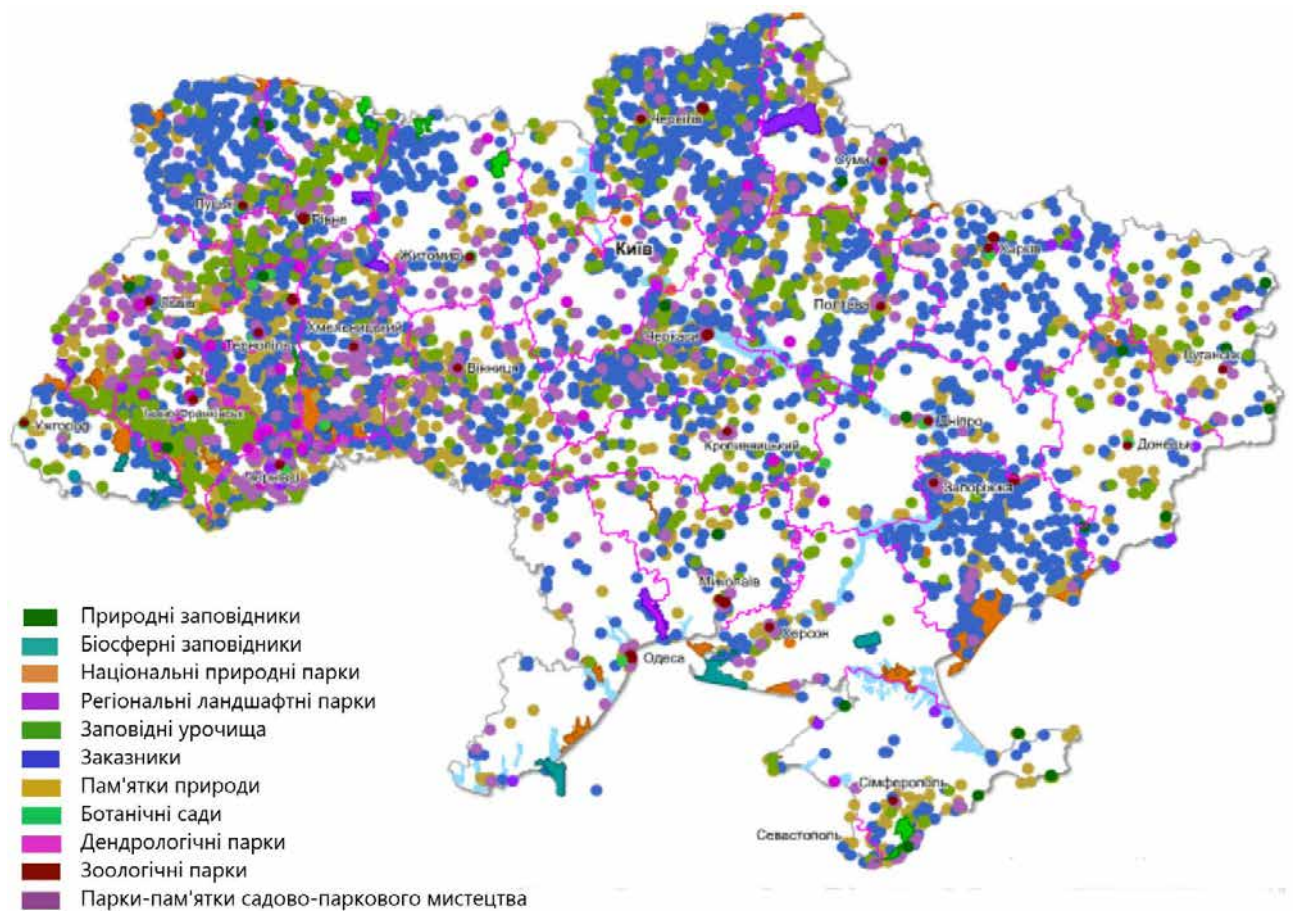 Чернігів
Суми
Луцьк
Рівне
Київ
Харків
Житомир
Львів
Полтава
Хмельницький
Черкаси
Тернопіль
Луганськ
Вінниця
Івано-Франківськ
Ужгород
Дніпро
Кропивницький
Донецьк
Чернівці
Запоріжжя
Миколаїв
Херсон
Одеса
Сімферополь
Севастополь
Природні заповідники
Біосферні заповідники
Національні природні парки
Регіональні ландшафтні парки
Заповідні урочища
Заказники
Пам'ятки природи
Ботанічні сади
Дендрологічні парки
Зоологічні парки
Парки-пам'ятки садово-паркового мистецтва